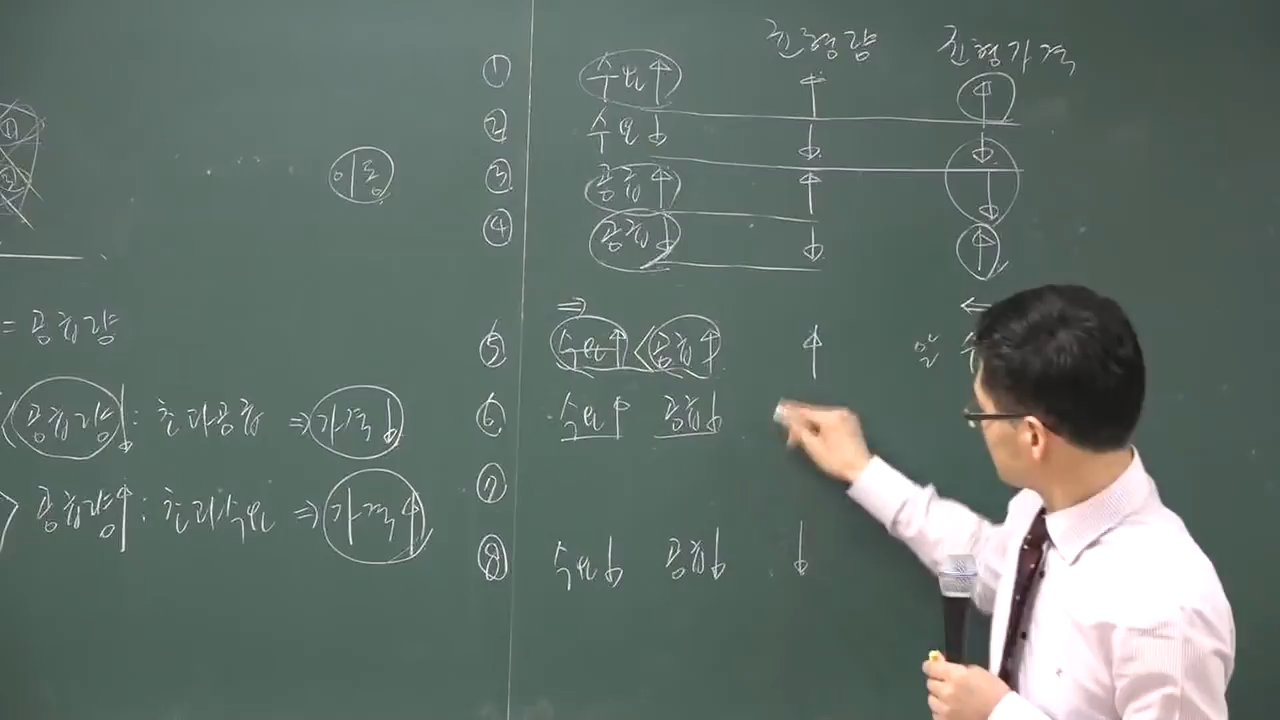 균형량 균형가격
① 수요↑ ↑ ↑
② 수요↓ ↓ ↓
③ 공급↑ ↑ ↓
④ 공급↓ ↓ ↑
①
②
이동
= 공급량
⇒ ←
⑤ 수요↑ < 공급↑ ↑
< 공급량↓ : 초과공급 ⇒ 가격↓
⑥ 수요↑ 공급↓
> 공급량↑ : 초과수요 ⇒ 가격↑
⑦
⑧ 수요↓ 공급↓ ↓